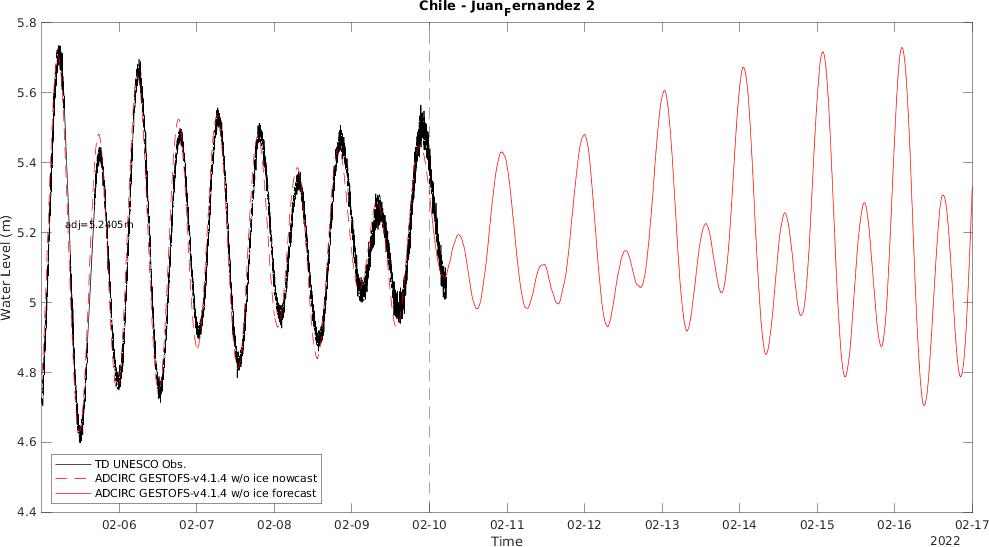 Chile - Juan_Fernandez 2
5.8
5.6
5.4
5.2
5
4.8
4.6
4.4
Water Level (m)
adj=5.2405m
TD UNESCO Obs.
ADCIRC GESTOFS-v4.1.4 w/o ice nowcast
ADCIRC GESTOFS-v4.1.4 w/o ice forecast
02-06 02-07 02-08 02-09 02-10 02-11 02-12 02-13 02-14 02-15 02-16 02-17
Time
2022